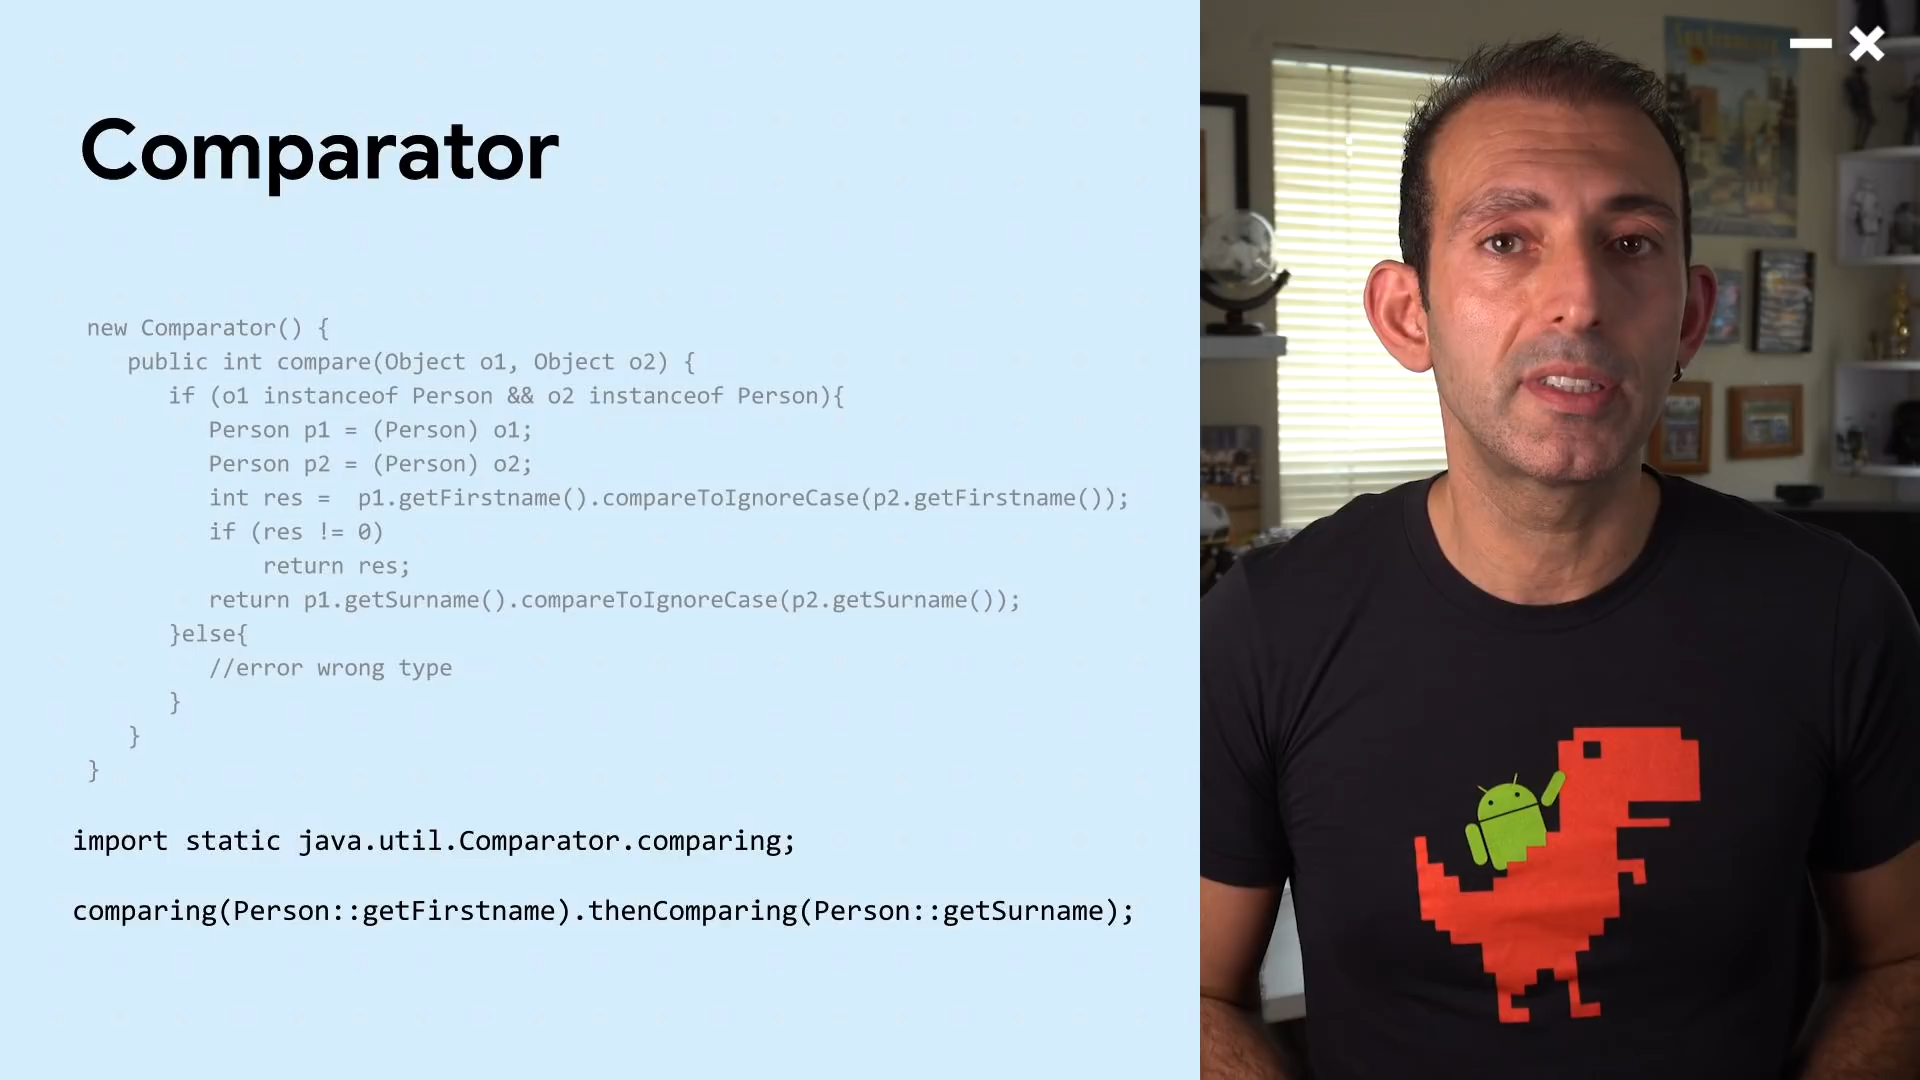 Comparator
new Comparator() {
public int compare(Object o1, Object o2) {
if (o1 instanceof Person && o2 instanceof Person){
Person p1 = (Person) o1;
Person p2 = (Person) o2;
int res =  p1.getFirstname().compareToIgnoreCase(p2.getFirstname());
if (res != 0)
return res;
return p1.getSurname().compareToIgnoreCase(p2.getSurname());
}else{
//error wrong type
}
}
}
import static java.util.Comparator.comparing;
comparing(Person::getFirstname).thenComparing(Person::getSurname);